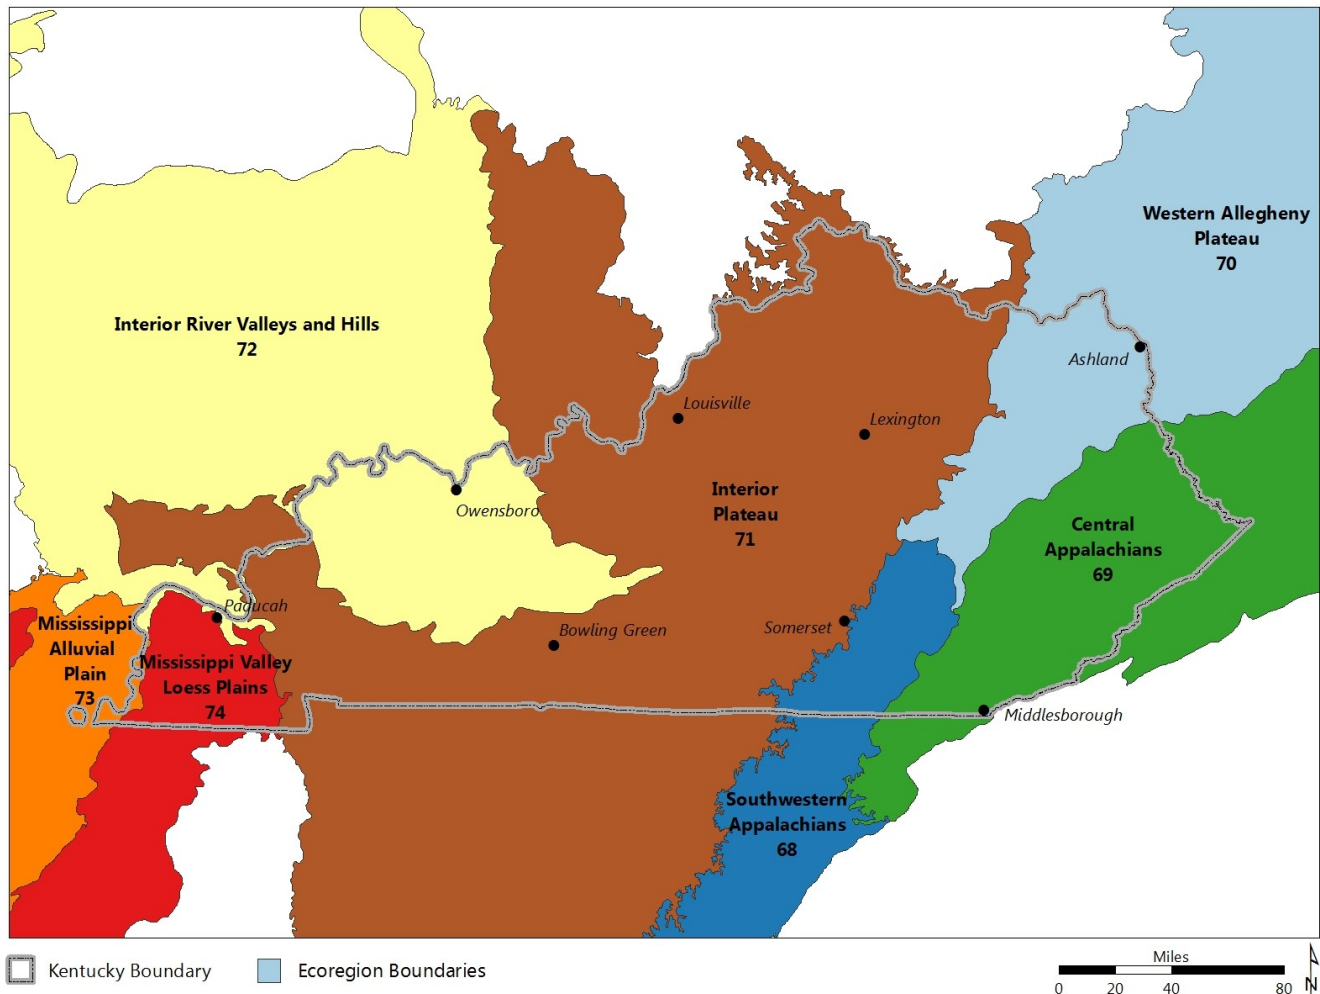 Western Allegheny
Plateau
70
Interior River Valleys and Hills
72
Ashland
Louisville
Lexington
Interior
Plateau
71
Owensboro
Central
Appalachians
69
Paducah
Mississippi
Alluvial
Plain
73
Bowling Green
Somerset
Mississippi Valley
Loess Plains
74
Middlesborough
Southwestern
Appalachians
68
Kentucky Boundary
Ecoregion Boundaries
Miles
0 20 40 80
N